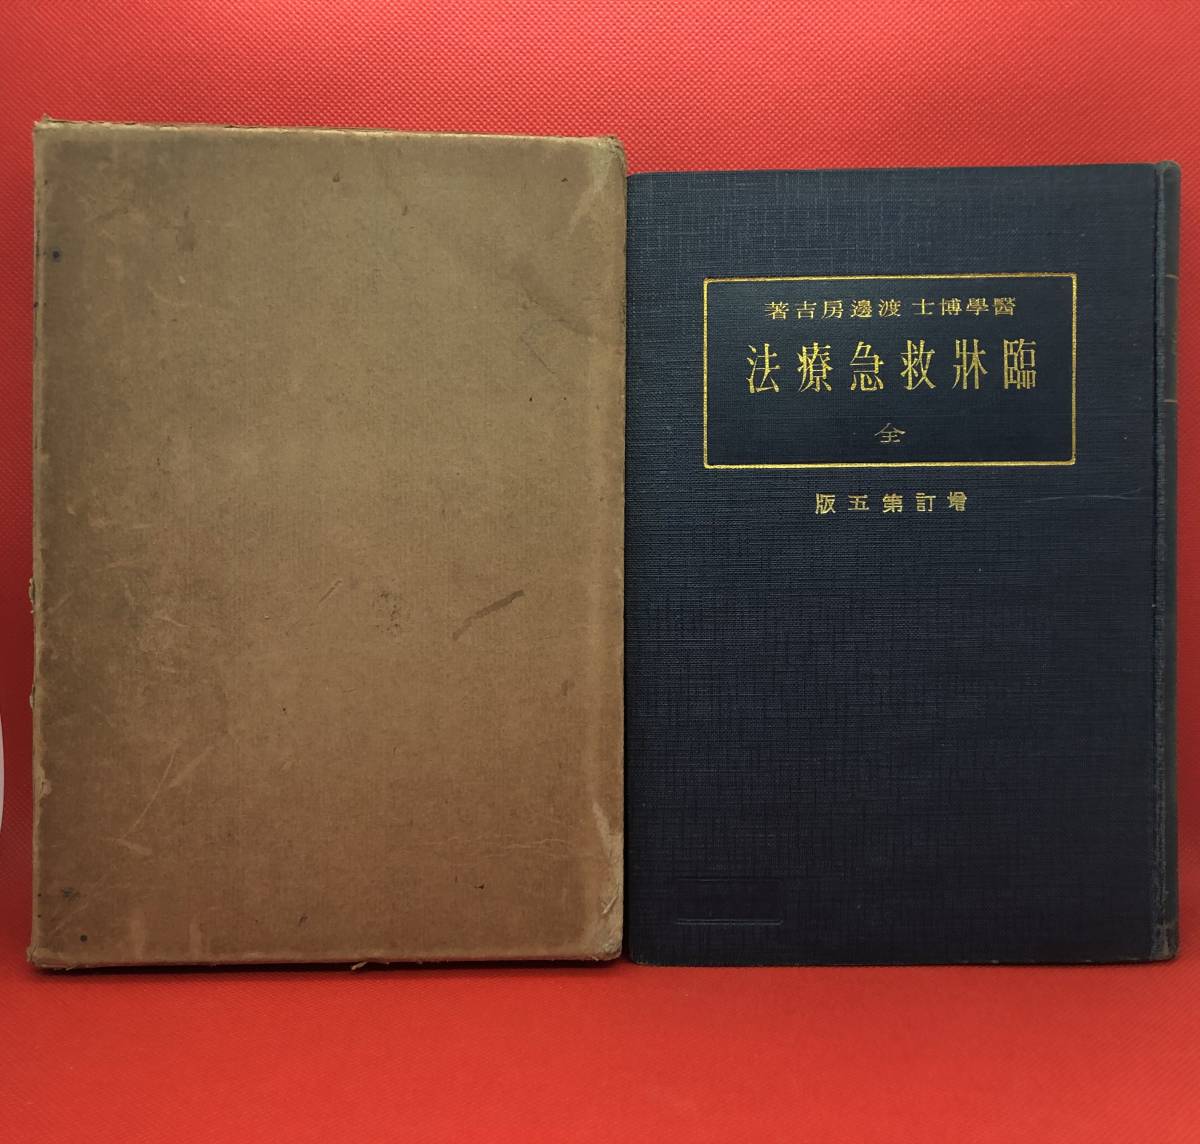 醫學博士 渡邊房吉著
臨牀救急療法
全
增訂第五版